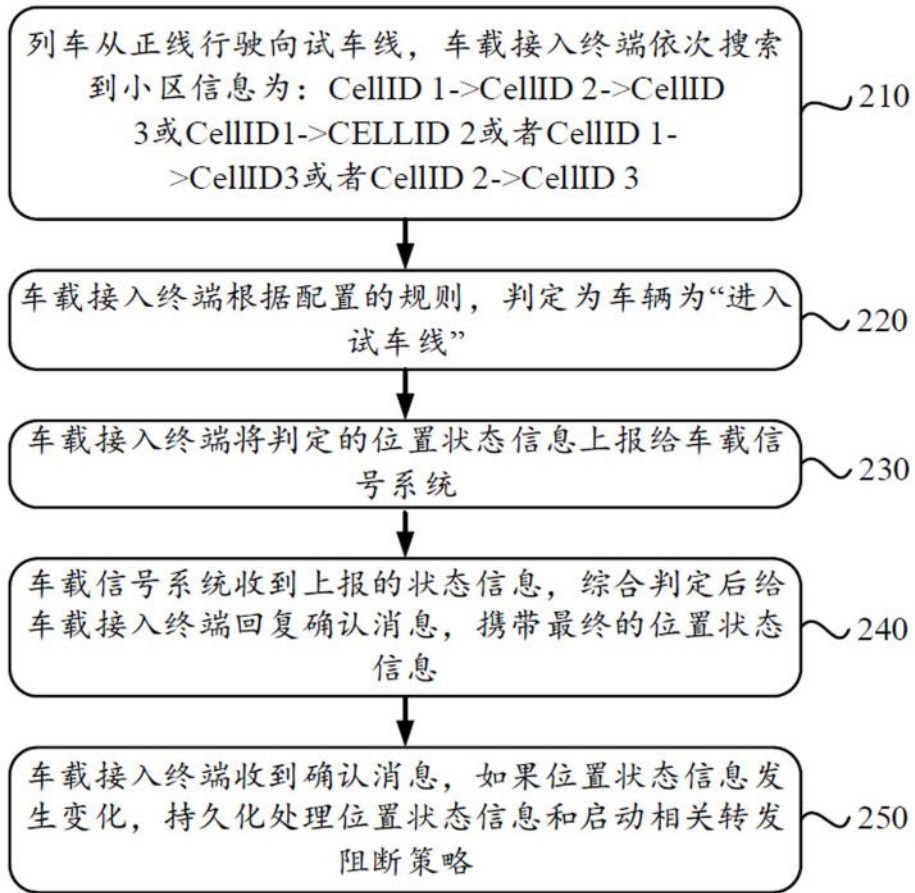 列车从正线行驶向试车线，车载接入终端依次搜索
到小区信息为：CellID 1->CellID 2->CellID
3或CellID1->CELLID 2或者CellID 1-
>CellID3或者CellID 2->CellID 3
210
车载接入终端根据配置的规则，判定为车辆为“进入
试车线”
220
车载接入终端将判定的位置状态信息上报给车载信
号系统
230
车载信号系统收到上报的状态信息，综合判定后给
车载接入终端回复确认消息，携带最终的位置状态
信息
240
车载接入终端收到确认消息，如果位置状态信息发
生变化，持久化处理位置状态信息和启动相关转发
阻断策略
250